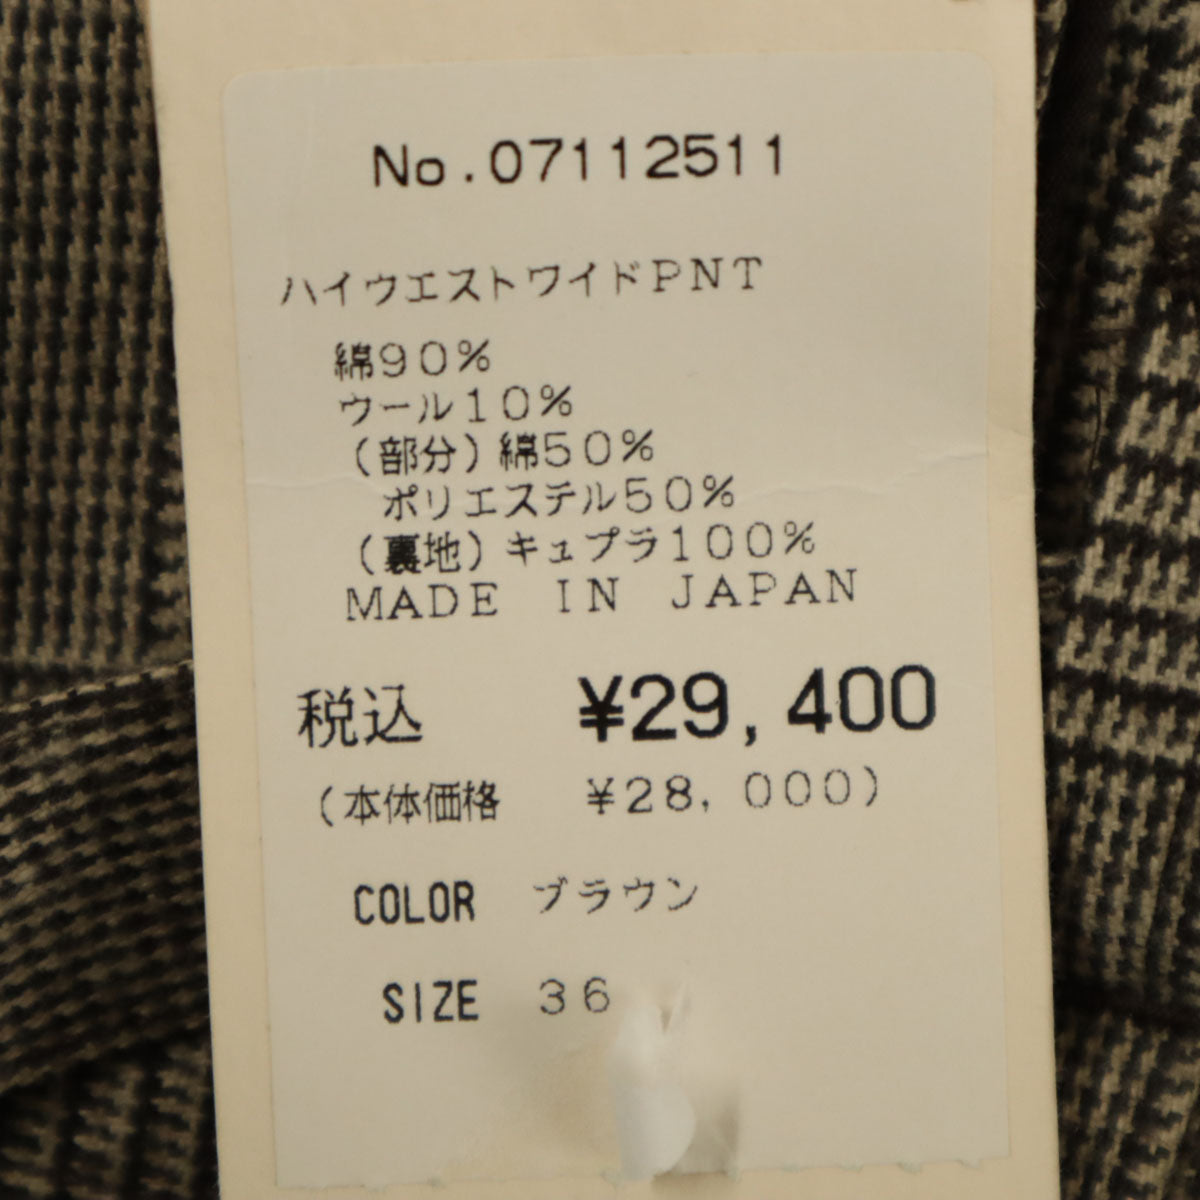 No.07112511
ハイウエストワイドPNT
綿90%
ウール10%
(部分)綿50%
ポリエステル50%
(裏地)キュプラ100%
MADE IN JAPAN
税込 ¥29,400
(本体価格 ¥28,000)
COLOR ブラウン
SIZE 36